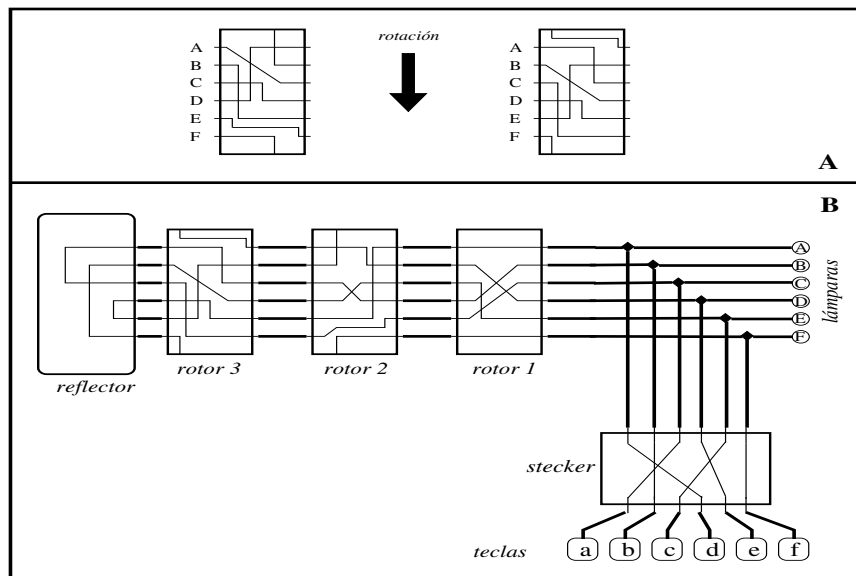 rotación
A A
B B
C C
D D
E E
F F
A
B
A
B
C
D
E
F
lámparas
reflector
rotor 3 rotor 2 rotor 1
stecker
teclas a b c d e f